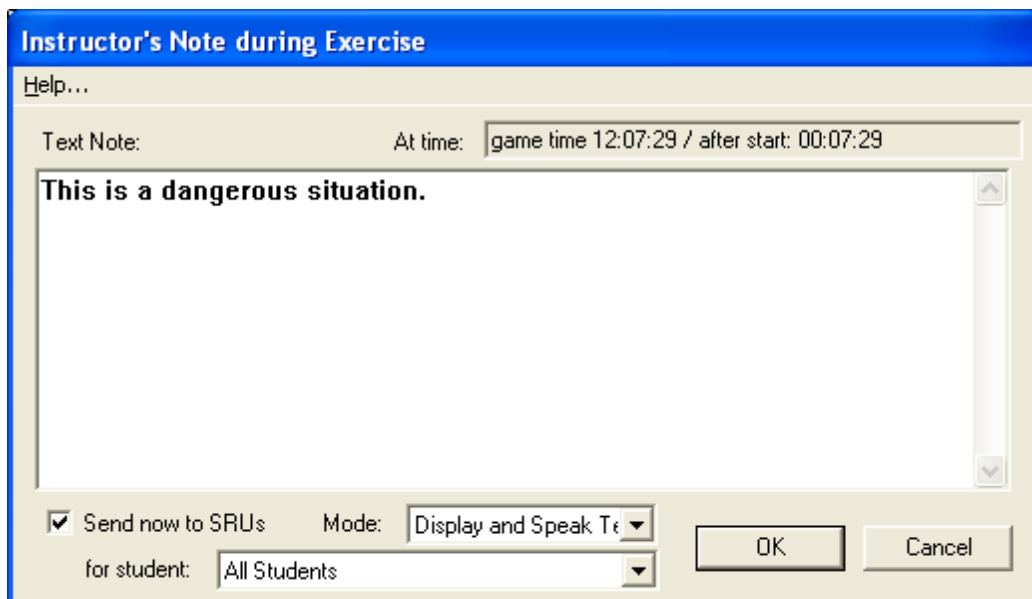 Instructor's Note during Exercise
Help...
Text Note: At time: game time 12:07:29 / after start: 00:07:29
This is a dangerous situation.
Send now to SRUs Mode: Display and Speak Te
OK Cancel
for student: All Students